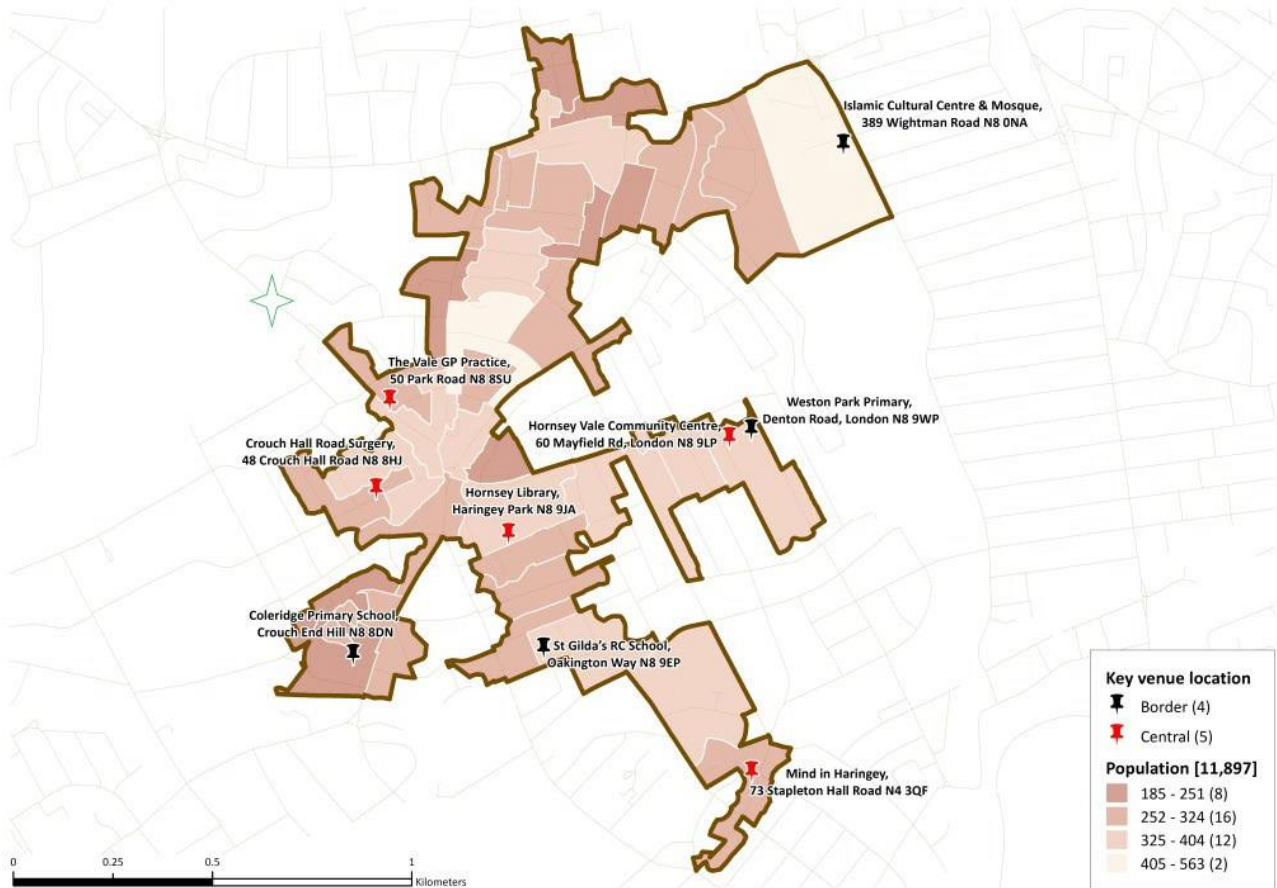 Islamic Cultural Centre & Mosque,
389 Wightman Road N8 0NA
The Vale GP Practice,
50 Park Road N8 8SU
Weston Park Primary,
Denton Road, London N8 9WP
Hornsey Vale Community Centre,
60 Mayfield Rd, London N8 9LP
Crouch Hall Road Surgery,
48 Crouch Hall Road N8 8HJ
Hornsey Library,
Haringey Park N8 9JA
Coleridge Primary School,
Crouch End Hill N8 8DN
St Gilda's RC School,
Oakington Way N8 9EP
Mind in Haringey,
73 Stapleton Hall Road N4 3QF
Key venue location
Border (4)
Central (5)
Population [11,897]
185 - 251 (8)
252 - 324 (16)
325 - 404 (12)
405 - 563 (2)
0 0.25 0.5 1
Kilometers